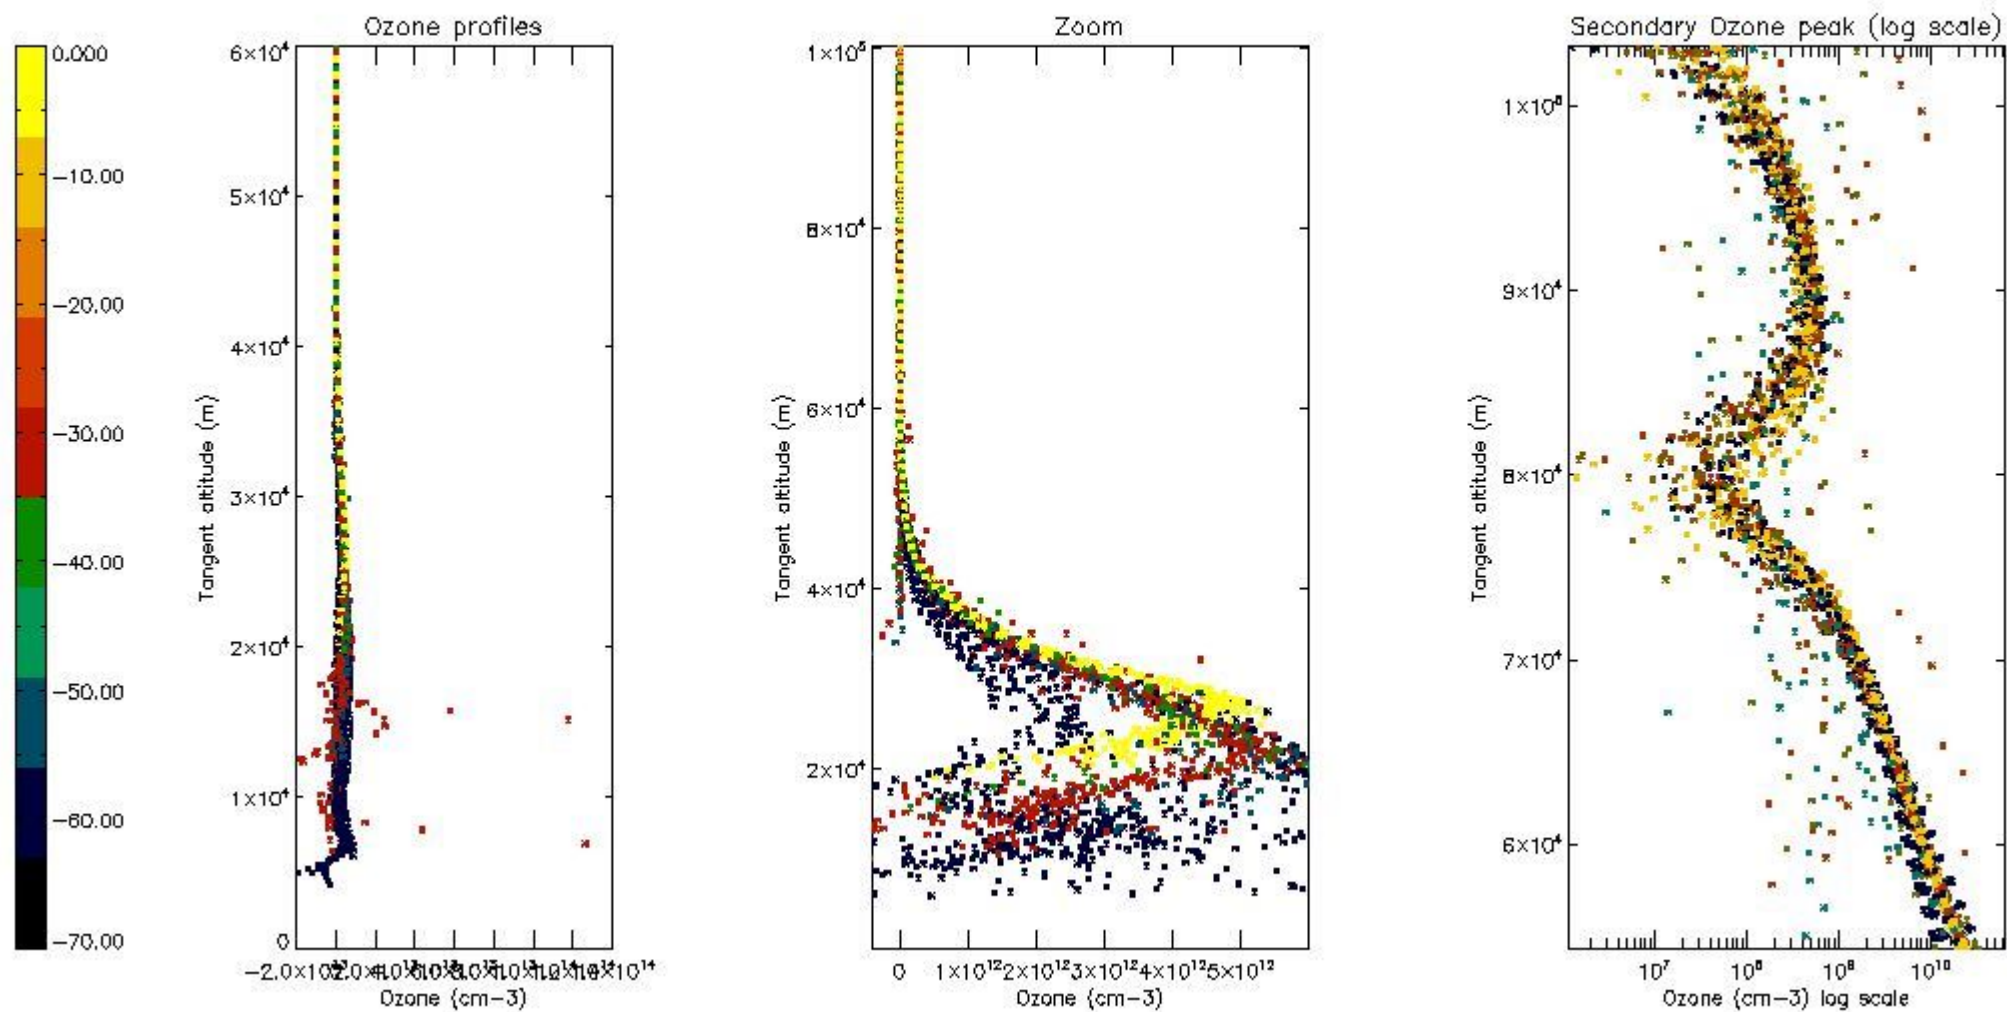 Ozone profiles
Zoom
Secondary Ozone peak (log scale)
0.000
−10.00
−20.00
−30.00
−40.00
−50.00
−60.00
−70.00
6×10⁴
5×10⁴
4×10⁴
3×10⁴
2×10⁴
1×10⁴
0
Tangent altitude (m)
Ozone (cm−3)
1×10⁵
8×10⁴
6×10⁴
4×10⁴
2×10⁴
Tangent altitude (m)
0 1×10¹² 2×10¹² 3×10¹² 4×10¹² 5×10¹²
Ozone (cm−3)
1×10⁵
9×10⁴
8×10⁴
7×10⁴
6×10⁴
Tangent altitude (m)
10⁷ 10⁸ 10⁹ 10¹⁰
Ozone (cm−3) log scale